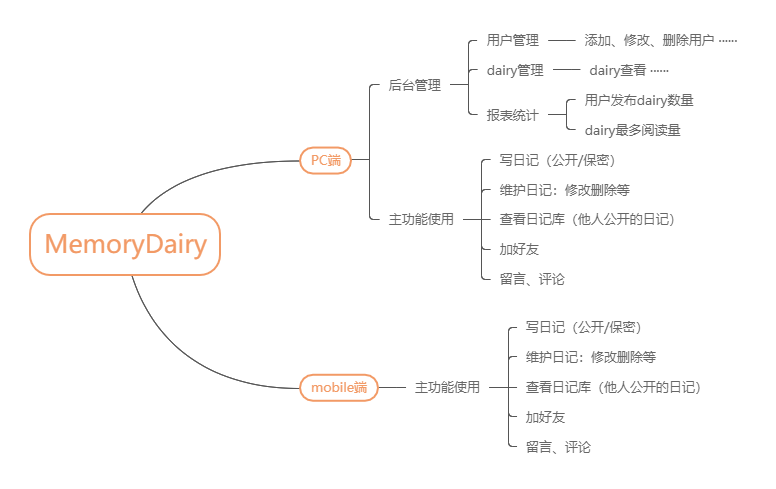 MemoryDairy
PC端
后台管理
用户管理
添加、修改、删除用户 ······
dairy管理
dairy查看 ······
报表统计
用户发布dairy数量
dairy最多阅读量
主功能使用
写日记（公开/保密）
维护日记：修改删除等
查看日记库（他人公开的日记）
加好友
留言、评论
mobile端
主功能使用
写日记（公开/保密）
维护日记：修改删除等
查看日记库（他人公开的日记）
加好友
留言、评论